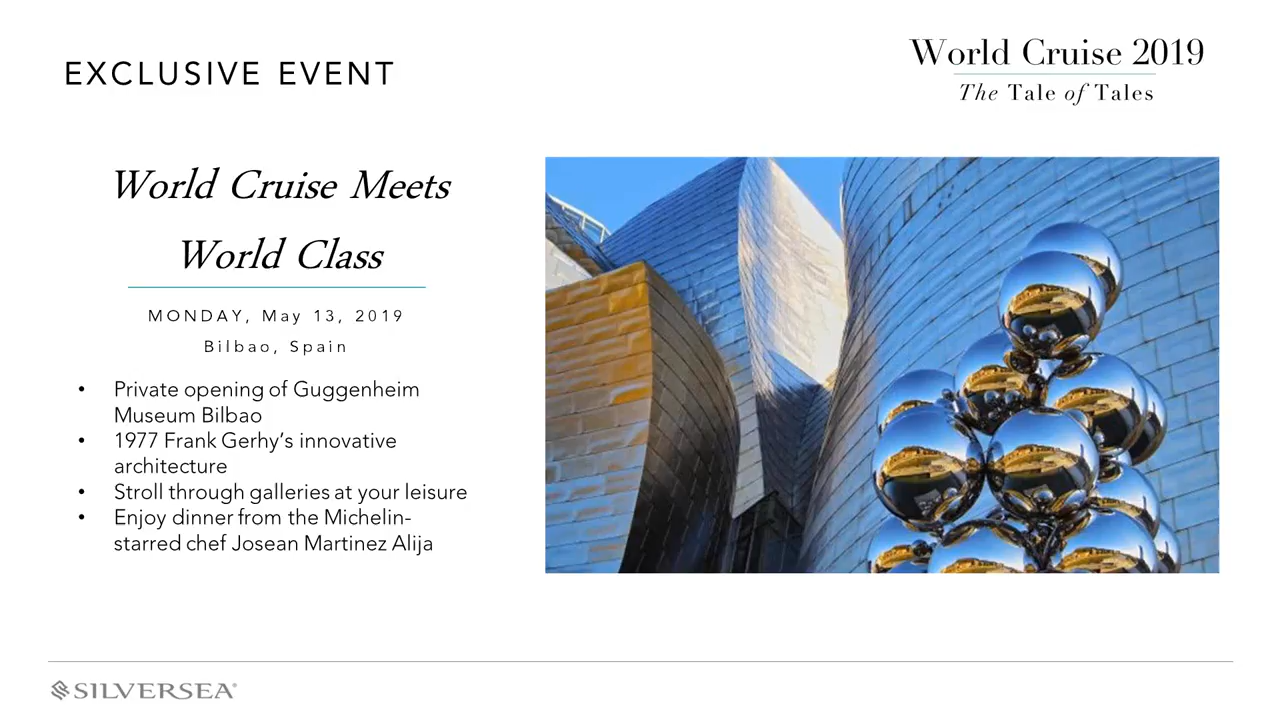 EXCLUSIVE EVENT
World Cruise 2019
The Tale of Tales
World Cruise Meets
World Class
MONDAY, May 13, 2019
Bilbao, Spain
• Private opening of Guggenheim
Museum Bilbao
• 1977 Frank Gerhy’s innovative
architecture
• Stroll through galleries at your leisure
• Enjoy dinner from the Michelin-
starred chef Josean Martinez Alija
SILVERSEA®